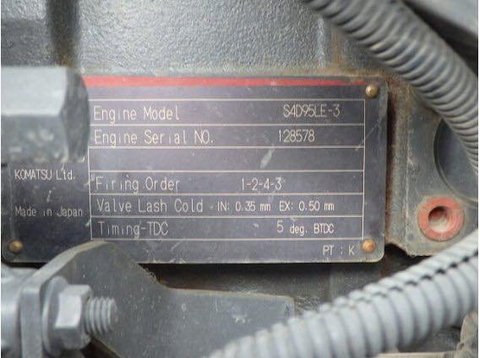 Engine Model S4D95LE-3
Engine Serial NO. 128578
KOMATSU Ltd.
Firing Order 1-2-4-3
Made in Japan
Valve Lash Cold - IN: 0.35 mm EX: 0.50 mm
Timing-TDC 5 deg. BTDC
PT : K